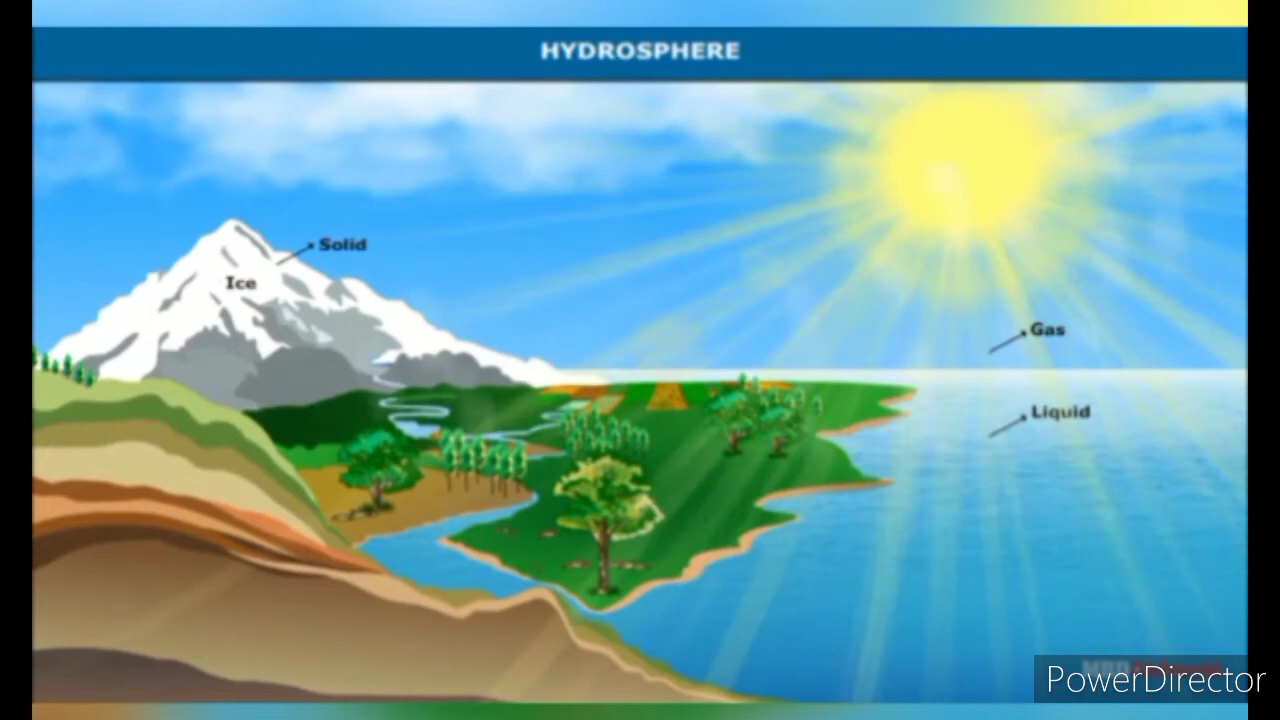 HYDROSPHERE
Solid
Ice
Gas
Liquid
PowerDirector